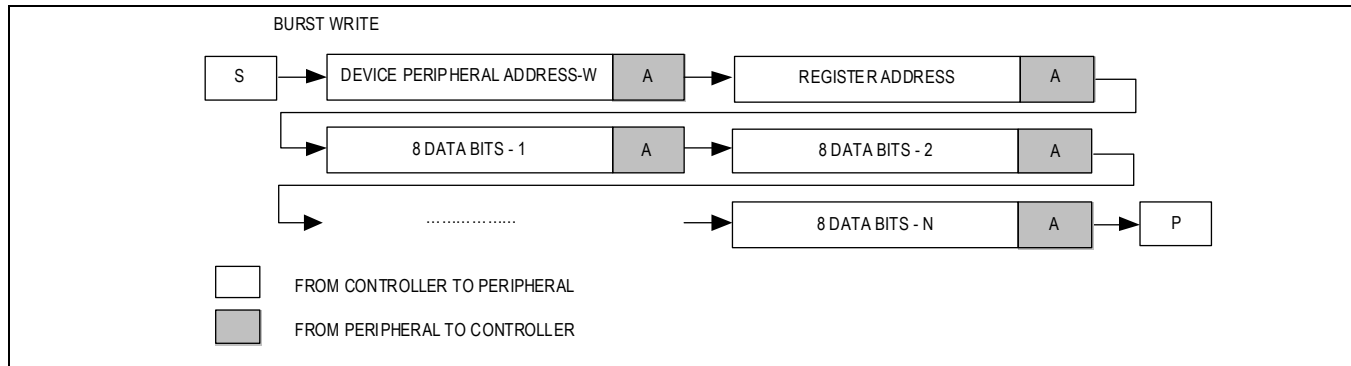 BURST WRITE
S DEVICE PERIPHERAL ADDRESS-W A REGISTER ADDRESS A
8 DATA BITS - 1 A 8 DATA BITS - 2 A
……………… 8 DATA BITS - N A P
FROM CONTROLLER TO PERIPHERAL
FROM PERIPHERAL TO CONTROLLER